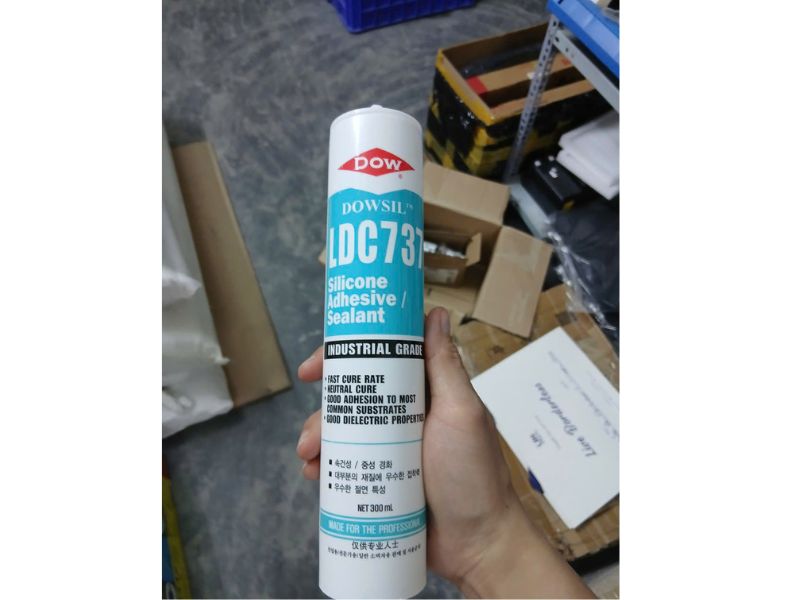 DOW
DOWSIL™
LDC737
Silicone
Adhesive /
Sealant
INDUSTRIAL GRADE
• FAST CURE RATE
• NEUTRAL CURE
• GOOD ADHESION TO MOST
COMMON SUBSTRATES
• GOOD DIELECTRIC PROPERTIES
■ 속건성 / 중성 경화
■ 대부분의 재질에 우수한 접착력
■ 우수한 절연 특성
NET 300 mL
MADE FOR THE PROFESSIONAL
仅供专业人士
Live Borderless